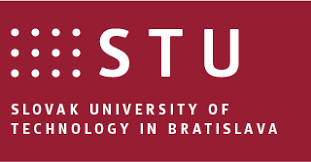 STU
SLOVAK UNIVERSITY OF
TECHNOLOGY IN BRATISLAVA